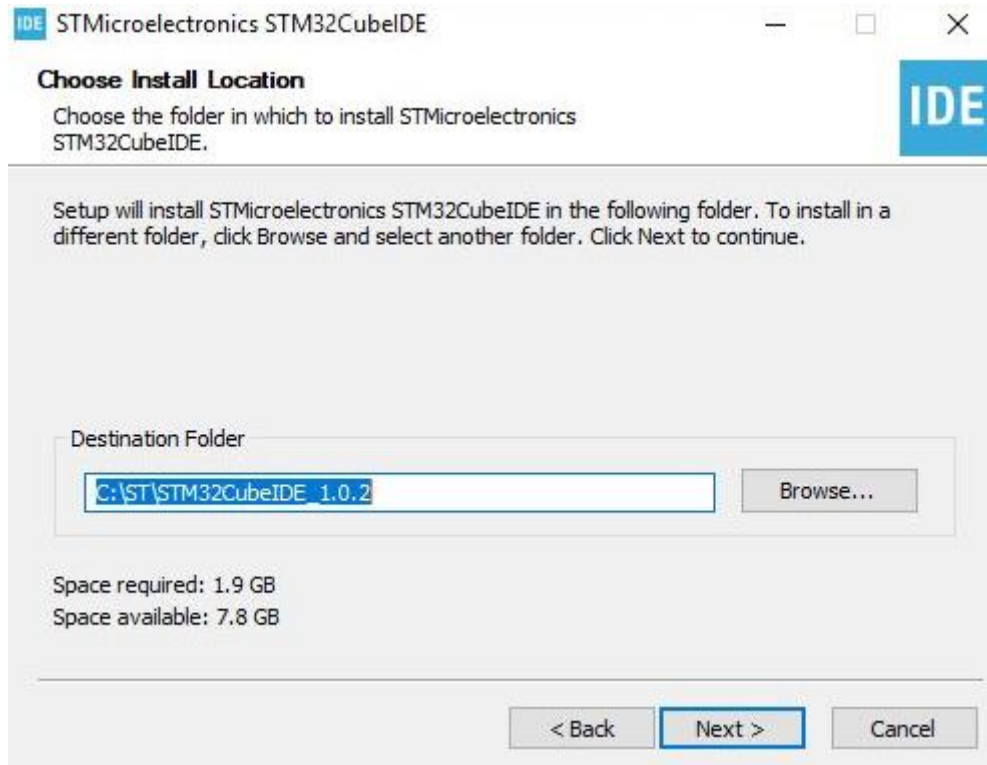 IDE STMicroelectronics STM32CubeIDE
Choose Install Location
Choose the folder in which to install STMicroelectronics
STM32CubeIDE.
IDE
Setup will install STMicroelectronics STM32CubeIDE in the following folder. To install in a
different folder, click Browse and select another folder. Click Next to continue.
Destination Folder
C:\ST\STM32CubeIDE_1.0.2 Browse...
Space required: 1.9 GB
Space available: 7.8 GB
< Back Next > Cancel